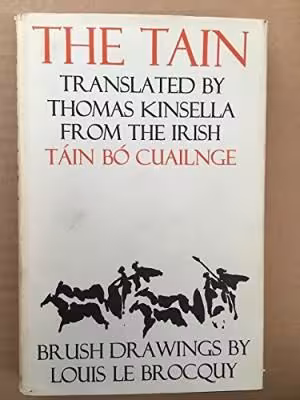 THE TAIN
TRANSLATED BY
THOMAS KINSELLA
FROM THE IRISH
TÁIN BÓ CUAILNGE
BRUSH DRAWINGS BY
LOUIS LE BROCQUY